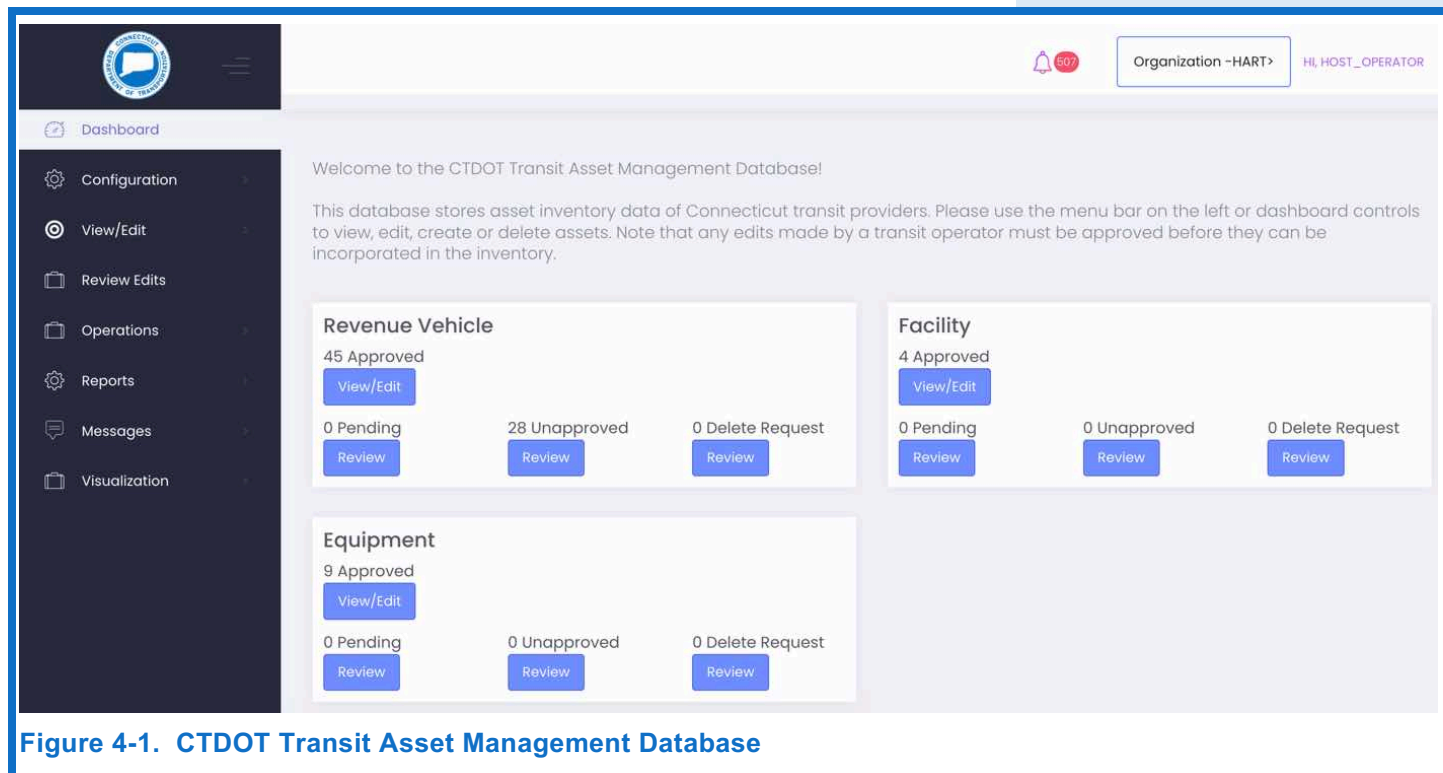 CONNECTICUT
DEPARTMENT OF TRANSPORTATION
507
Organization -HART>
HI, HOST_OPERATOR
Dashboard
Configuration
View/Edit
Review Edits
Operations
Reports
Messages
Visualization
Welcome to the CTDOT Transit Asset Management Database!
This database stores asset inventory data of Connecticut transit providers. Please use the menu bar on the left or dashboard controls
to view, edit, create or delete assets. Note that any edits made by a transit operator must be approved before they can be
incorporated in the inventory.
Revenue Vehicle
45 Approved
View/Edit
0 Pending
28 Unapproved
0 Delete Request
Review
Review
Review
Facility
4 Approved
View/Edit
0 Pending
0 Unapproved
0 Delete Request
Review
Review
Review
Equipment
9 Approved
View/Edit
0 Pending
0 Unapproved
0 Delete Request
Review
Review
Review
Figure 4-1. CTDOT Transit Asset Management Database